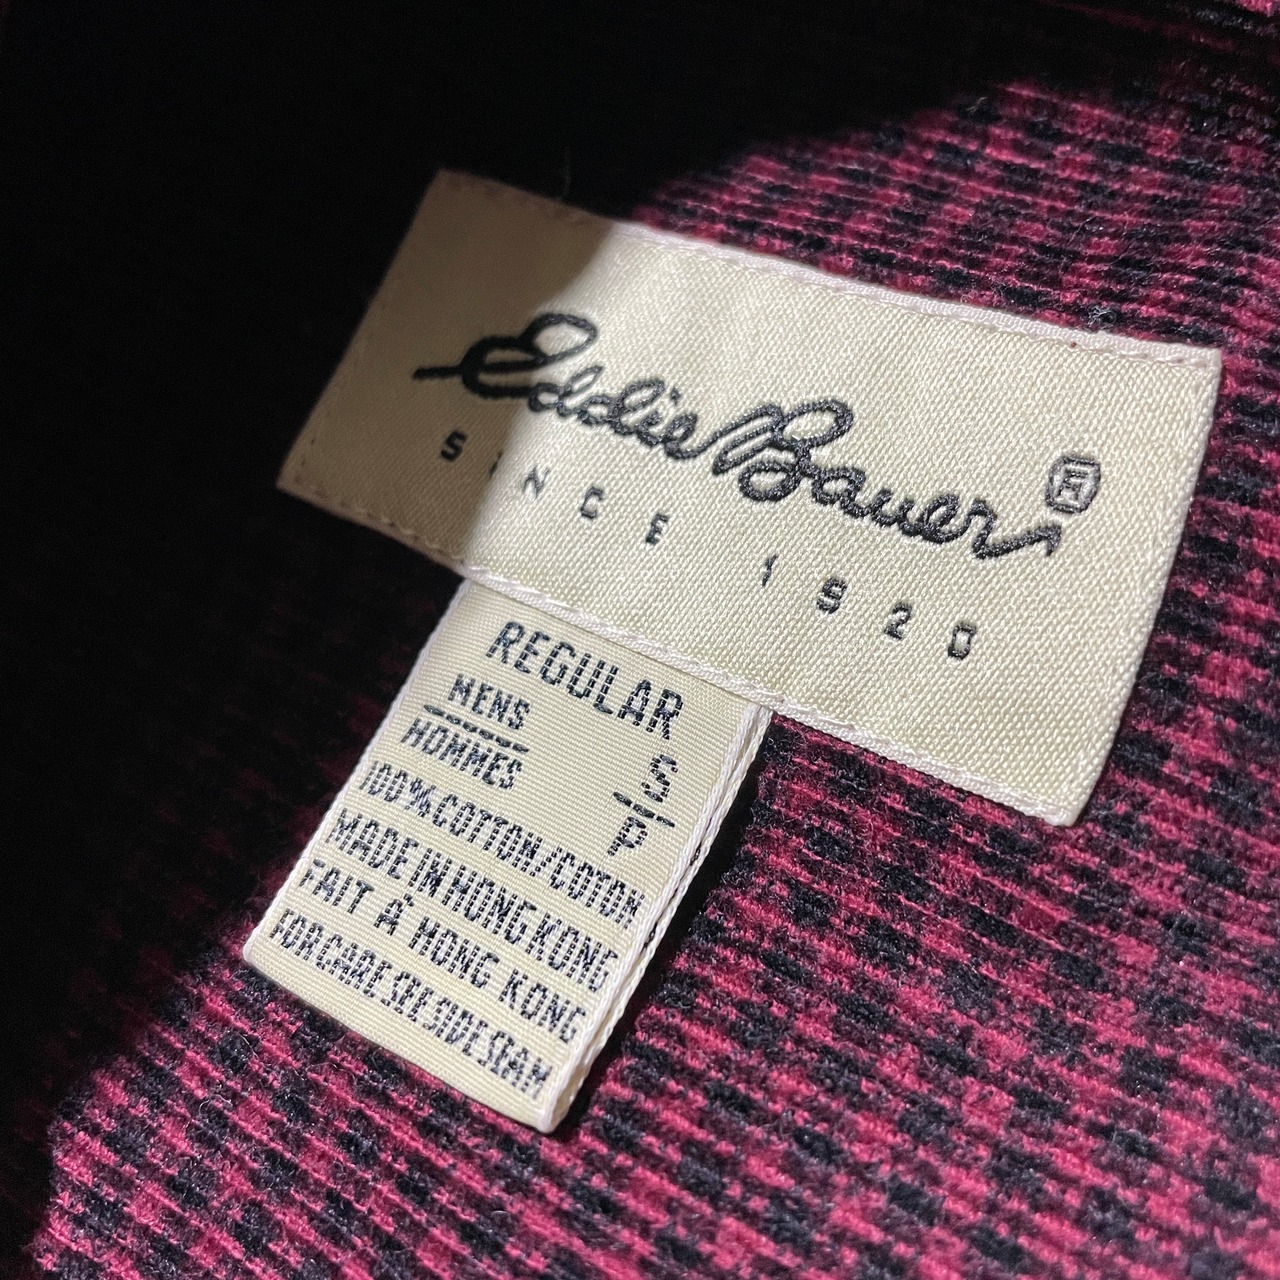 Eddie Bauer ®
SINCE 1920
REGULAR
MENS
HOMMES
S
P
100% COTTON/COTON
MADE IN HONG KONG
FAIT À HONG KONG
FOR CARE SEE SIDE SEAM